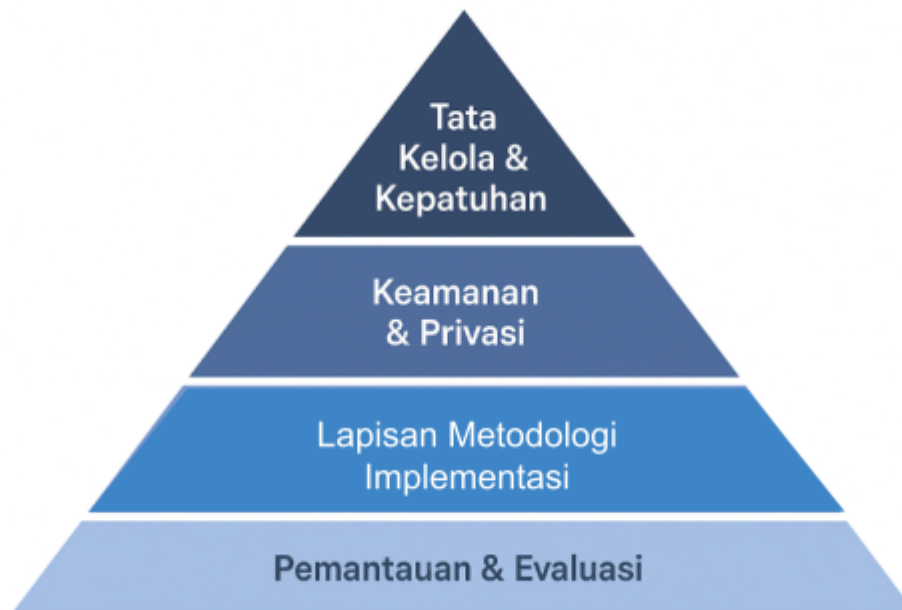 Tata
Kelola &
Kepatuhan
Keamanan
& Privasi
Lapisan Metodologi
Implementasi
Pemantauan & Evaluasi